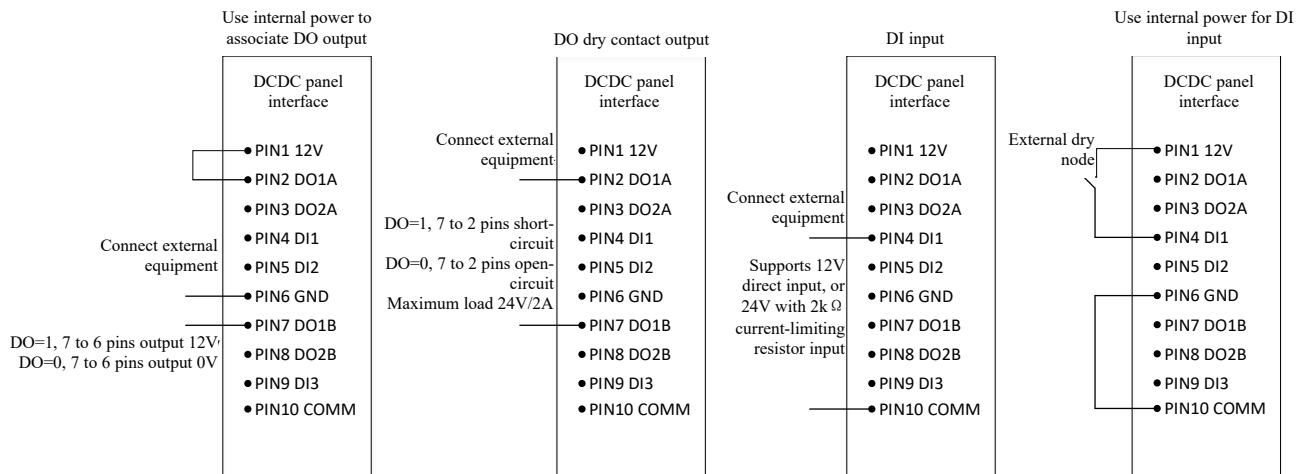 Use internal power to
associate DO output
DCDC panel
interface
PIN1 12V
PIN2 DO1A
PIN3 DO2A
PIN4 DI1
PIN5 DI2
PIN6 GND
PIN7 DO1B
PIN8 DO2B
PIN9 DI3
PIN10 COMM
Connect external
equipment
DO=1, 7 to 6 pins output 12V
DO=0, 7 to 6 pins output 0V
DO dry contact output
DCDC panel
interface
PIN1 12V
PIN2 DO1A
PIN3 DO2A
PIN4 DI1
PIN5 DI2
PIN6 GND
PIN7 DO1B
PIN8 DO2B
PIN9 DI3
PIN10 COMM
Connect external
equipment
DO=1, 7 to 2 pins short-
circuit
DO=0, 7 to 2 pins open-
circuit
Maximum load 24V/2A
DI input
DCDC panel
interface
PIN1 12V
PIN2 DO1A
PIN3 DO2A
PIN4 DI1
PIN5 DI2
PIN6 GND
PIN7 DO1B
PIN8 DO2B
PIN9 DI3
PIN10 COMM
Connect external
equipment
Supports 12V
direct input, or
24V with 2kΩ
current-limiting
resistor input
Use internal power for DI
input
DCDC panel
interface
PIN1 12V
PIN2 DO1A
PIN3 DO2A
PIN4 DI1
PIN5 DI2
PIN6 GND
PIN7 DO1B
PIN8 DO2B
PIN9 DI3
PIN10 COMM
External dry
node